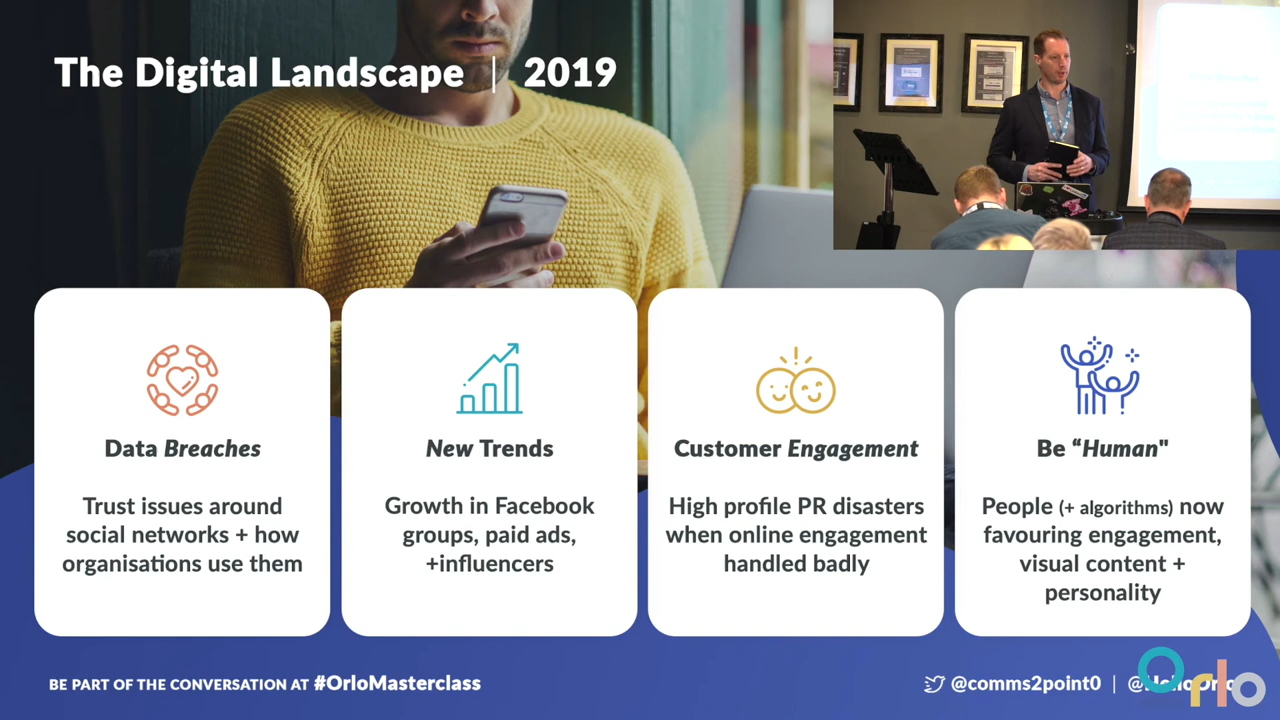 The Digital Landscape | 2019
Data Breaches
Trust issues around
social networks + how
organisations use them
New Trends
Growth in Facebook
groups, paid ads,
+influencers
Customer Engagement
High profile PR disasters
when online engagement
handled badly
Be “Human"
People (+ algorithms) now
favouring engagement,
visual content +
personality
BE PART OF THE CONVERSATION AT #OrloMasterclass
@comms2point0 | @HelloOrlo
Orlo